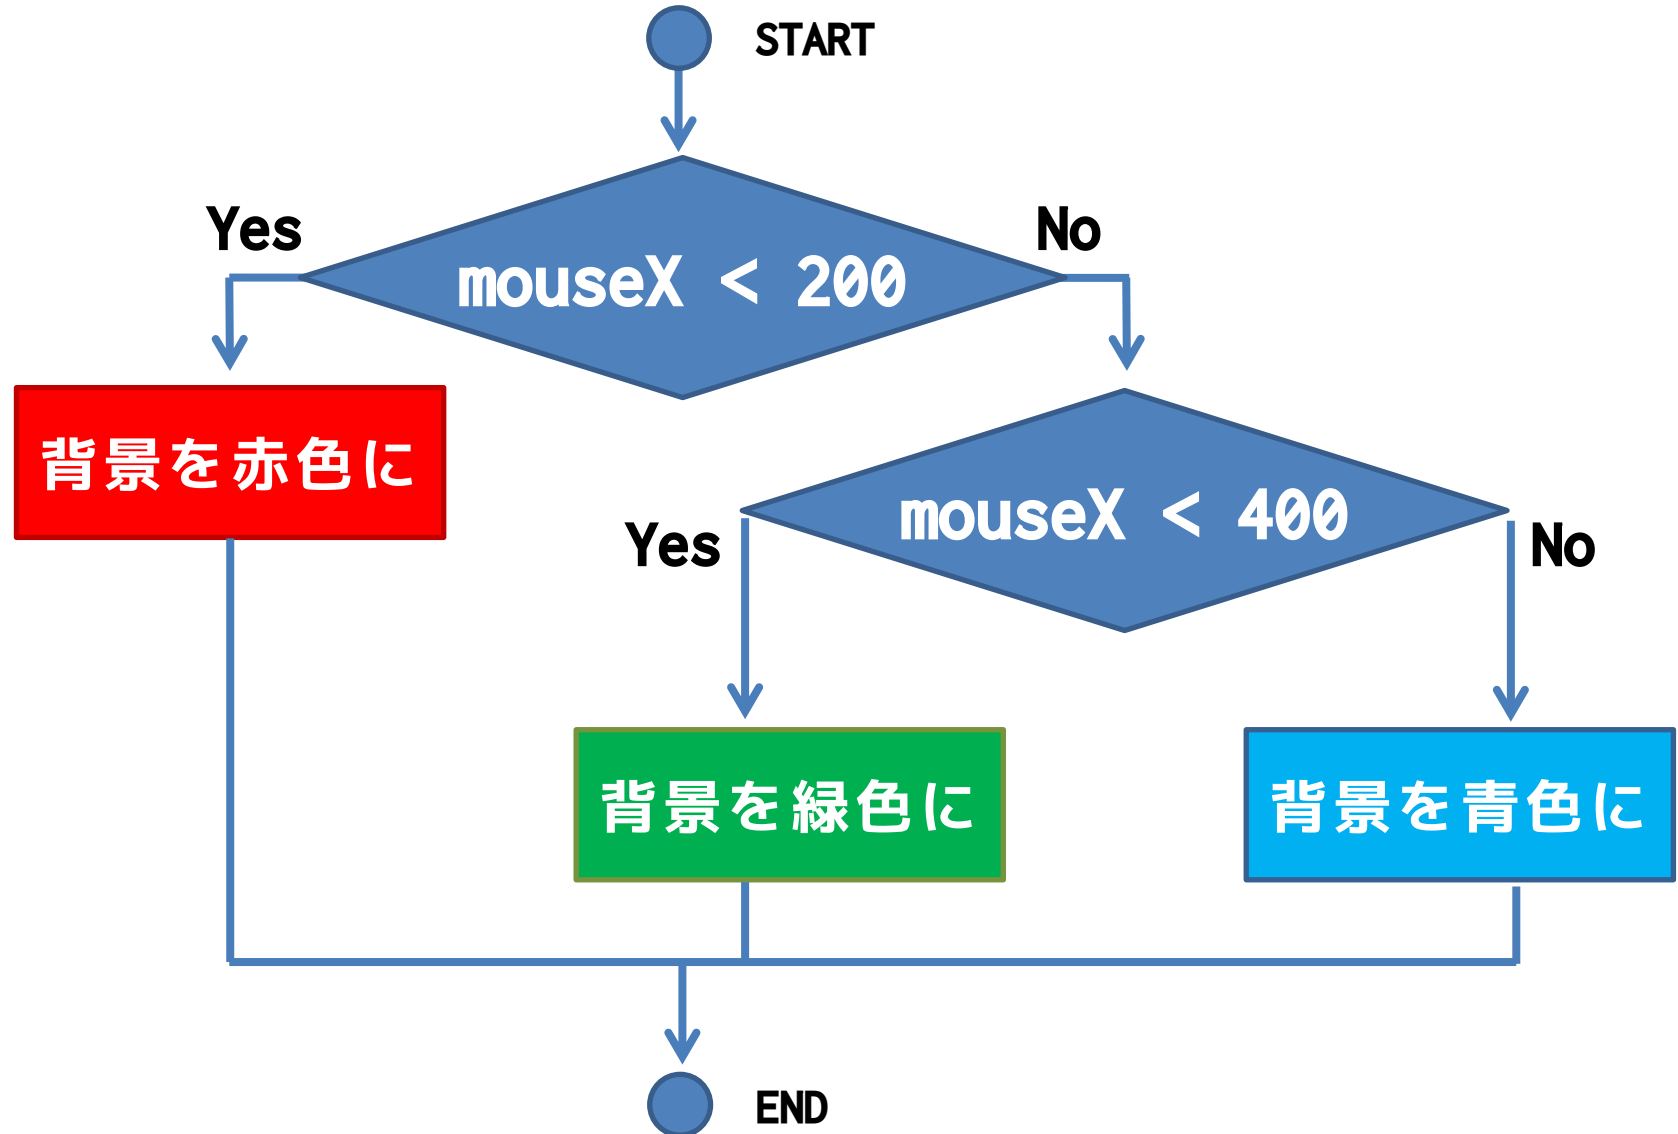 START
Yes
No
mouseX < 200
背景を赤色に
mouseX < 400
Yes
No
背景を緑色に
背景を青色に
END